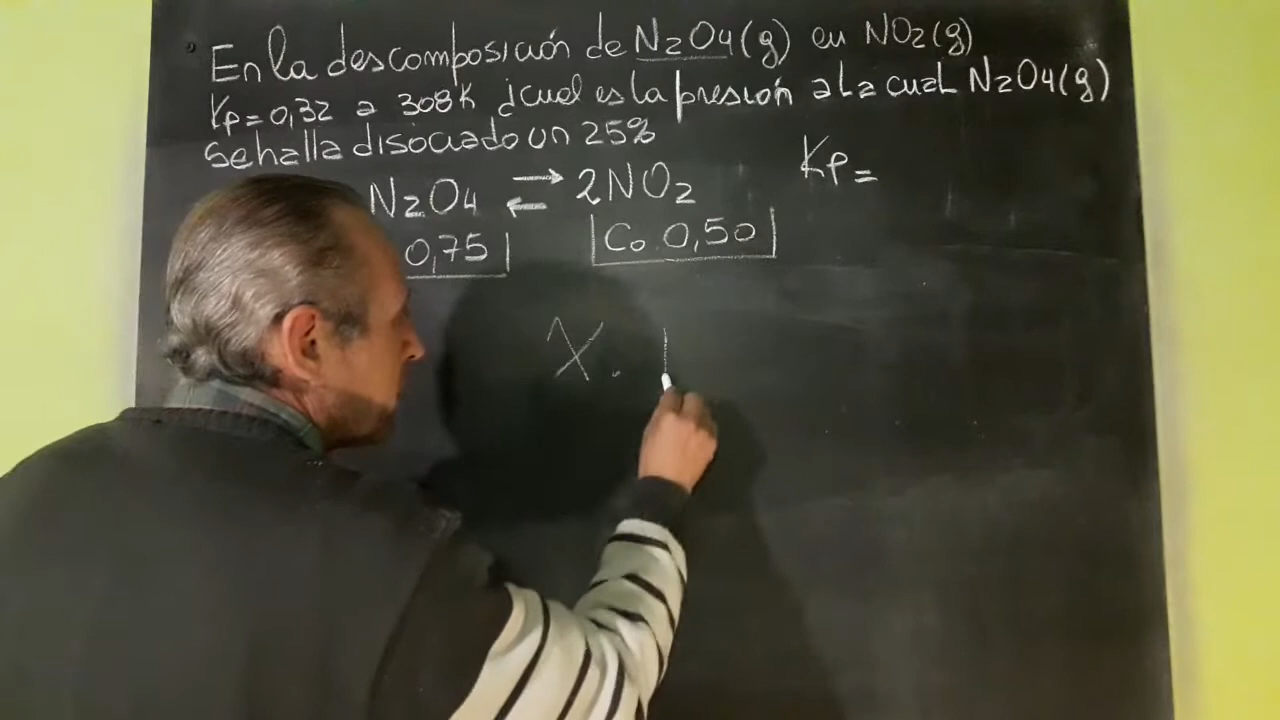 En la descomposición de N2O4(g) en NO2(g)
Kp=0,32 a 308K ¿cual es la presión a la cual N2O4(g)
Se halla disociado un 25%
N2O4 ⇄ 2NO2 Kp=
0,75 Co 0,50
X.